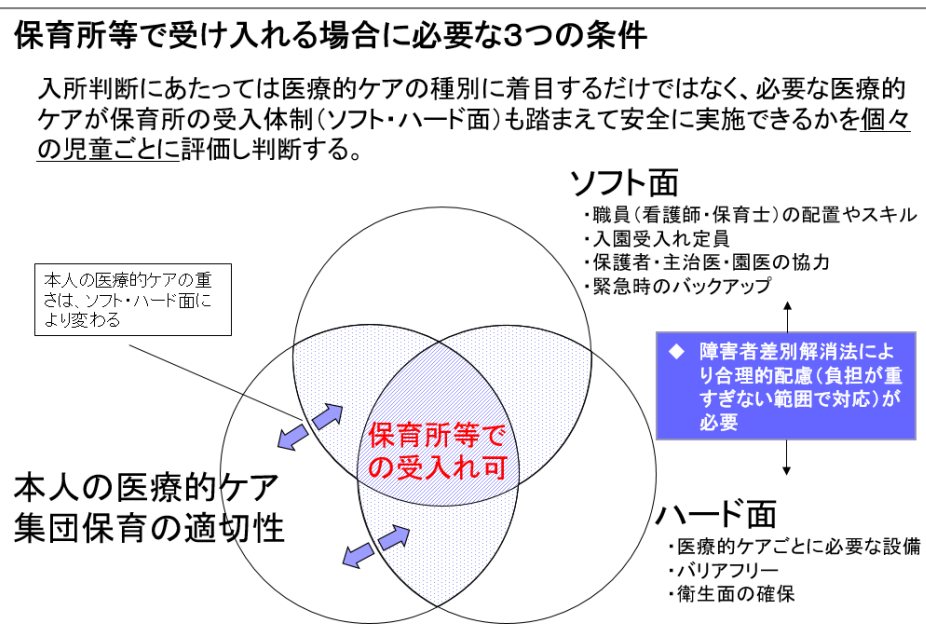 保育所等で受け入れる場合に必要な3つの条件
入所判断にあたっては医療的ケアの種別に着目するだけではなく、必要な医療的
ケアが保育所の受入体制(ソフト・ハード面)も踏まえて安全に実施できるかを個々
の児童ごとに評価し判断する。
ソフト面
・職員(看護師・保育士)の配置やスキル
・入園受入れ定員
・保護者・主治医・園医の協力
・緊急時のバックアップ
本人の医療的ケアの重
さは、ソフト・ハード面に
より変わる
◆ 障害者差別解消法によ
り合理的配慮(負担が重
すぎない範囲で対応)が
必要
保育所等で
の受入れ可
本人の医療的ケア
集団保育の適切性
ハード面
・医療的ケアごとに必要な設備
・バリアフリー
・衛生面の確保